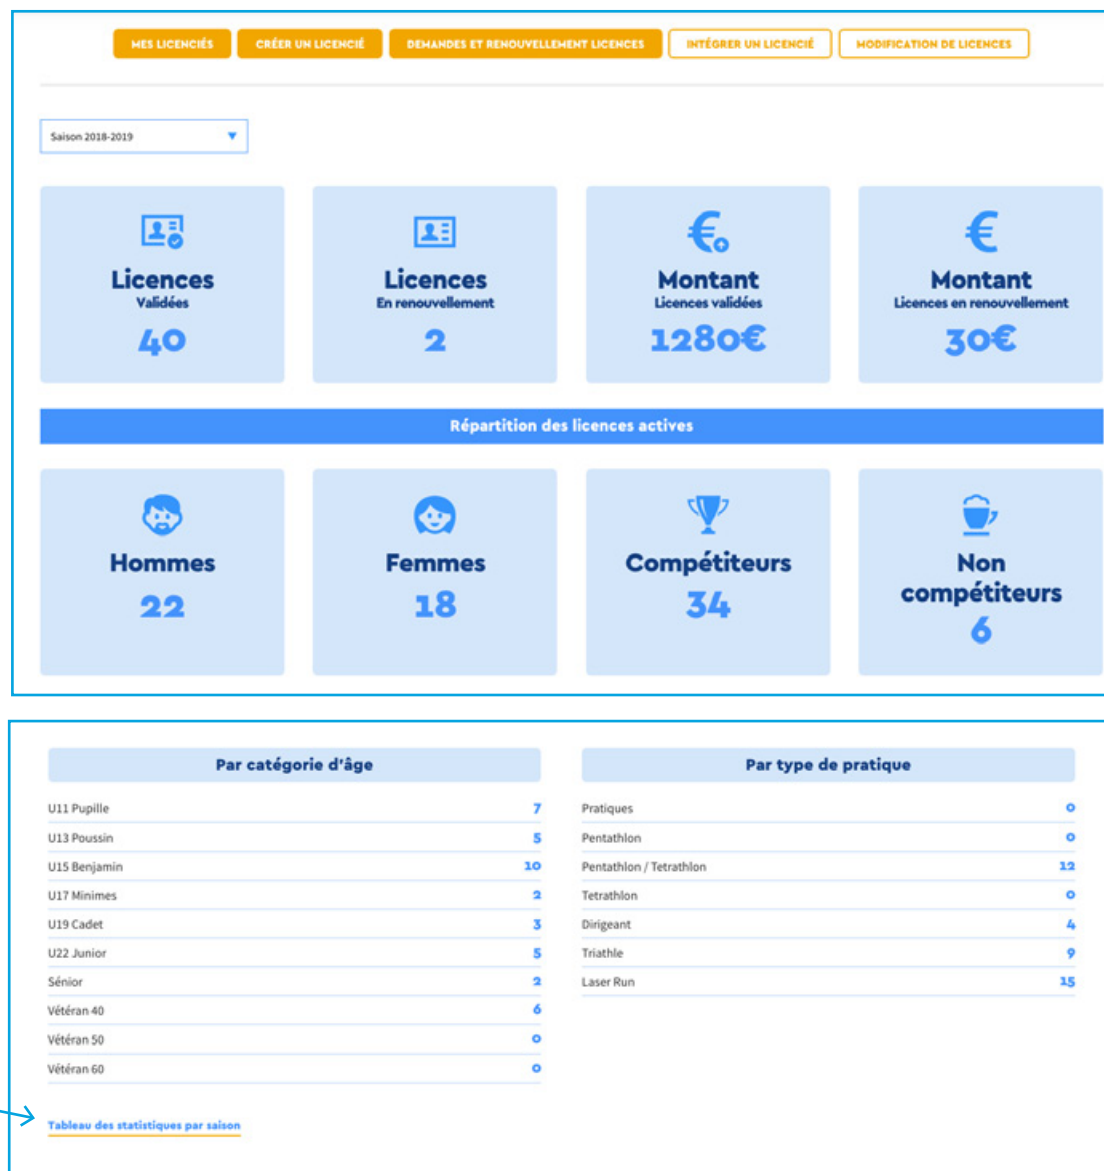 MES LICENCIÉS CRÉER UN LICENCIÉ DEMANDES ET RENOUVELLEMENT LICENCES INTÉGRER UN LICENCIÉ MODIFICATION DE LICENCES
Saison 2018-2019
Licences
Validées
40
Licences
En renouvellement
2
Montant
Licences validées
1280€
Montant
Licences en renouvellement
30€
Répartition des licences actives
Hommes
22
Femmes
18
Compétiteurs
34
Non
compétiteurs
6
Par catégorie d'âge
U11 Pupille 7
U13 Poussin 5
U15 Benjamin 10
U17 Minimes 2
U19 Cadet 3
U22 Junior 5
Sénior 2
Vétéran 40 6
Vétéran 50 0
Vétéran 60 0
Tableau des statistiques par saison
Par type de pratique
Pratiques 0
Pentathlon 0
Pentathlon / Tetrathlon 12
Tetrathlon 0
Dirigeant 4
Triathle 9
Laser Run 15